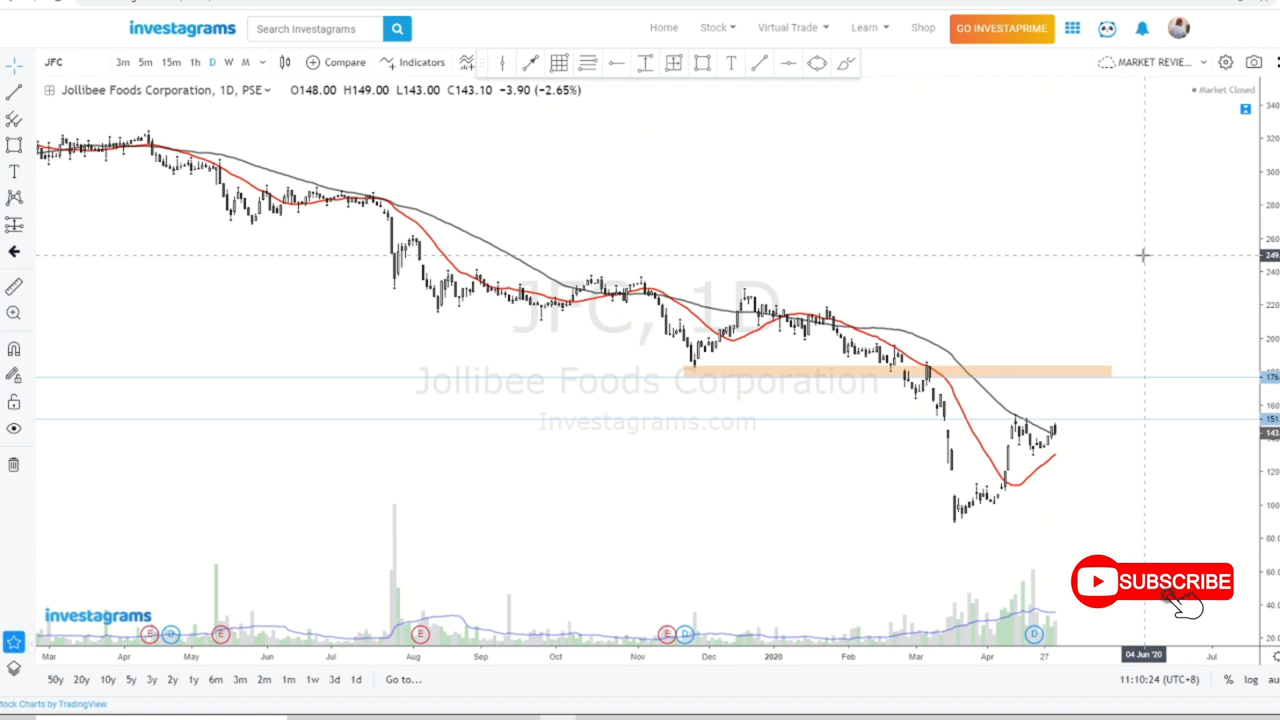 investagrams
Search Investagrams
Home
Stock
Virtual Trade
Learn
Shop
GO INVESTAPRIME
JFC
3m 5m 15m 1h D W M
Compare
Indicators
MARKET REVIE...
Jollibee Foods Corporation, 1D, PSE
O148.00 H149.00 L143.00 C143.10 -3.90 (-2.65%)
Market Closed
340
300
280
260
249
220
200
180
176
160
151
143
120
100
80.0
60.0
40.0
20.0
JFC, 1D
Jollibee Foods Corporation
Investagrams.com
SUBSCRIBE
investagrams
E D E E E D D
Mar Apr May Jun Jul Aug Sep Oct Nov Dec 2020 Feb Mar Apr 27 04 Jun '20 Jul
50y 20y 10y 5y 3y 2y 1y 6m 3m 2m 1m 1w 3d 1d Go to...
11:10:24 (UTC+8) % log au
tock Charts by TradingView